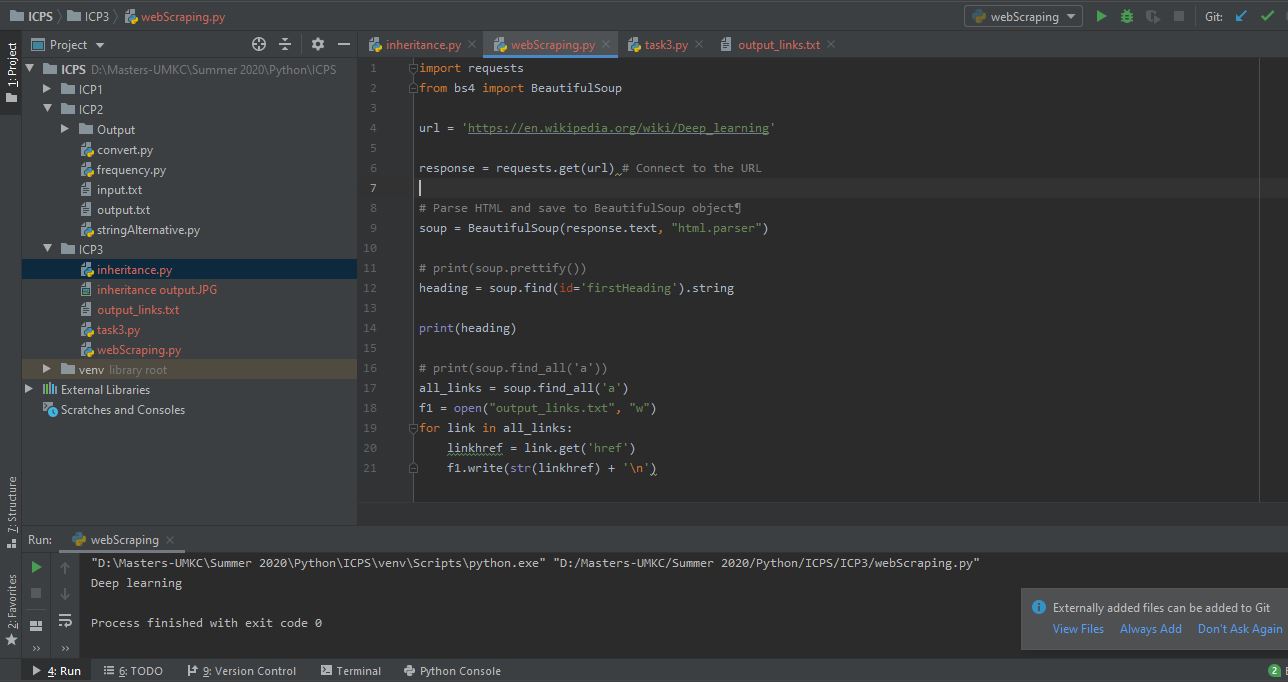 ICPS ICP3 webScraping.py webScraping Git:
Project inheritance.py webScraping.py task3.py output_links.txt
1: Project
7: Structure
2: Favorites
ICPS D:\Masters-UMKC\Summer 2020\Python\ICPS
ICP1
ICP2
Output
convert.py
frequency.py
input.txt
output.txt
stringAlternative.py
ICP3
inheritance.py
inheritance output.JPG
output_links.txt
task3.py
webScraping.py
venv library root
External Libraries
Scratches and Consoles
1 import requests
2 from bs4 import BeautifulSoup
3
4 url = 'https://en.wikipedia.org/wiki/Deep_learning'
5
6 response = requests.get(url) # Connect to the URL
7
8 # Parse HTML and save to BeautifulSoup object¶
9 soup = BeautifulSoup(response.text, "html.parser")
10
11 # print(soup.prettify())
12 heading = soup.find(id='firstHeading').string
13
14 print(heading)
15
16 # print(soup.find_all('a'))
17 all_links = soup.find_all('a')
18 f1 = open("output_links.txt", "w")
19 for link in all_links:
20 linkhref = link.get('href')
21 f1.write(str(linkhref) + '\n')
Run: webScraping
"D:\Masters-UMKC\Summer 2020\Python\ICPS\venv\Scripts\python.exe" "D:/Masters-UMKC/Summer 2020/Python/ICPS/ICP3/webScraping.py"
Deep learning
Process finished with exit code 0
Externally added files can be added to Git
View Files Always Add Don't Ask Again
4: Run 6: TODO 9: Version Control Terminal Python Console 2